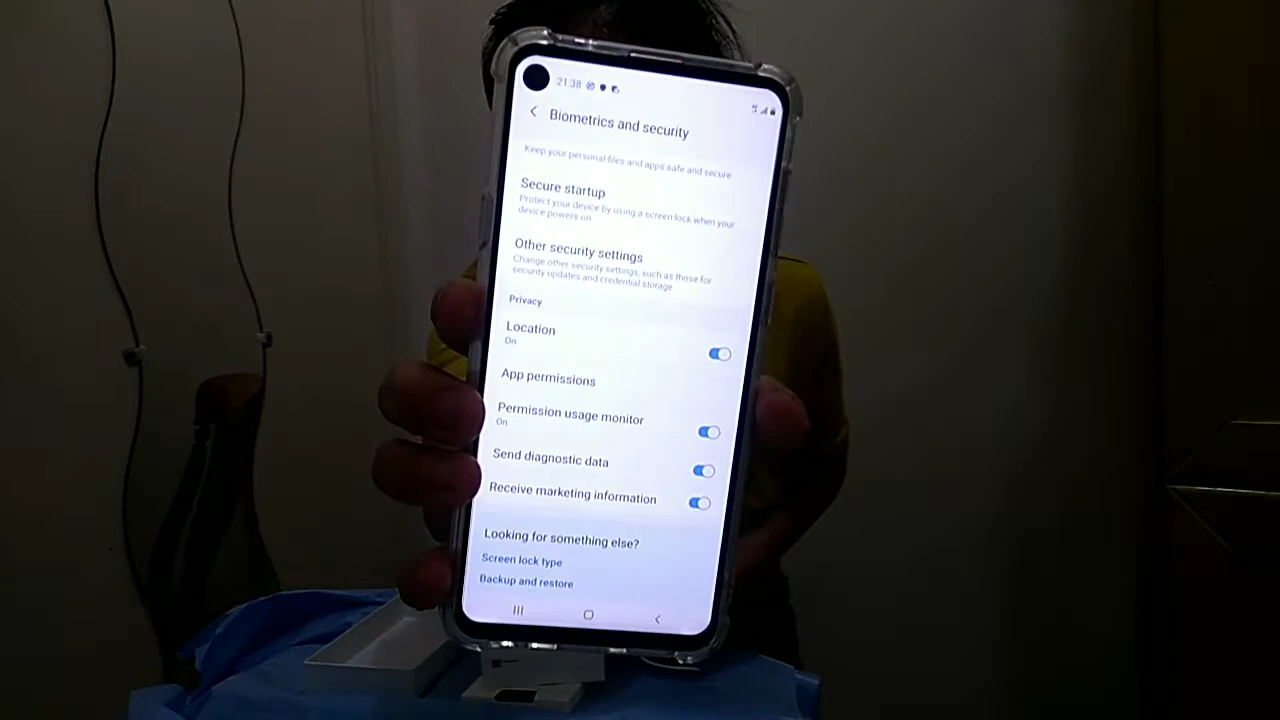 21:38
Biometrics and security
Keep your personal files and apps safe and secure
Secure startup
Protect your device by using a screen lock when your
device powers on
Other security settings
Change other security settings, such as those for
security updates and credential storage
Privacy
Location
On
App permissions
Permission usage monitor
On
Send diagnostic data
Receive marketing information
Looking for something else?
Screen lock type
Backup and restore